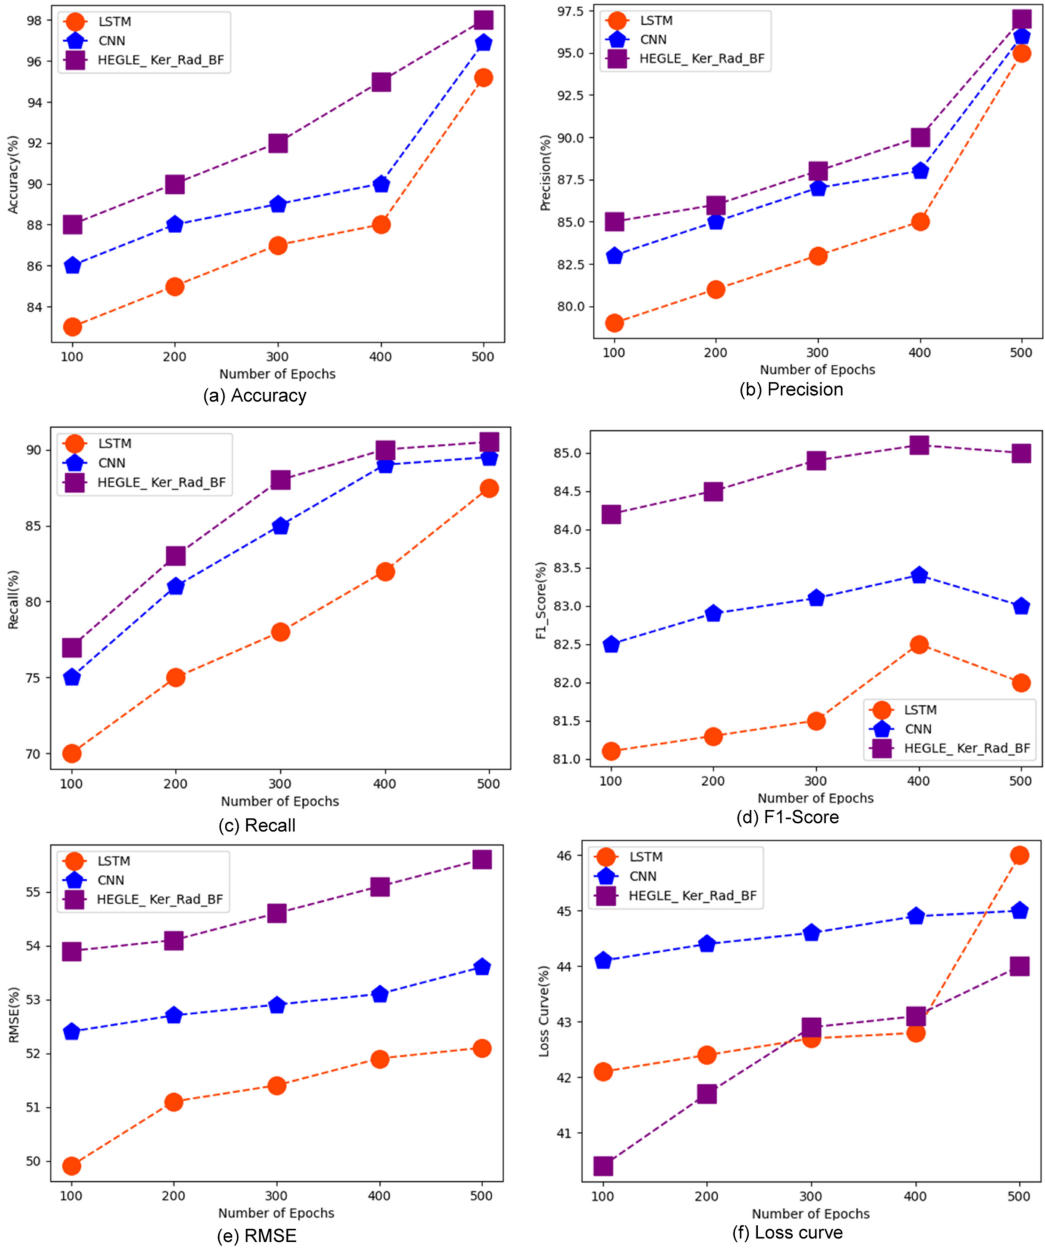 98
96
94
92
90
88
86
84
Accuracy(%)
LSTM
CNN
HEGLE_ Ker_Rad_BF
100 200 300 400 500
Number of Epochs
(a) Accuracy
97.5
95.0
92.5
90.0
87.5
85.0
82.5
80.0
Precision(%)
LSTM
CNN
HEGLE_ Ker_Rad_BF
100 200 300 400 500
Number of Epochs
(b) Precision
90
85
80
75
70
Recall(%)
LSTM
CNN
HEGLE_ Ker_Rad_BF
100 200 300 400 500
Number of Epochs
(c) Recall
85.0
84.5
84.0
83.5
83.0
82.5
82.0
81.5
81.0
F1_Score(%)
LSTM
CNN
HEGLE_ Ker_Rad_BF
100 200 300 400 500
Number of Epochs
(d) F1-Score
55
54
53
52
51
50
RMSE(%)
LSTM
CNN
HEGLE_ Ker_Rad_BF
100 200 300 400 500
Number of Epochs
(e) RMSE
46
45
44
43
42
41
Loss Curve(%)
LSTM
CNN
HEGLE_ Ker_Rad_BF
100 200 300 400 500
Number of Epochs
(f) Loss curve